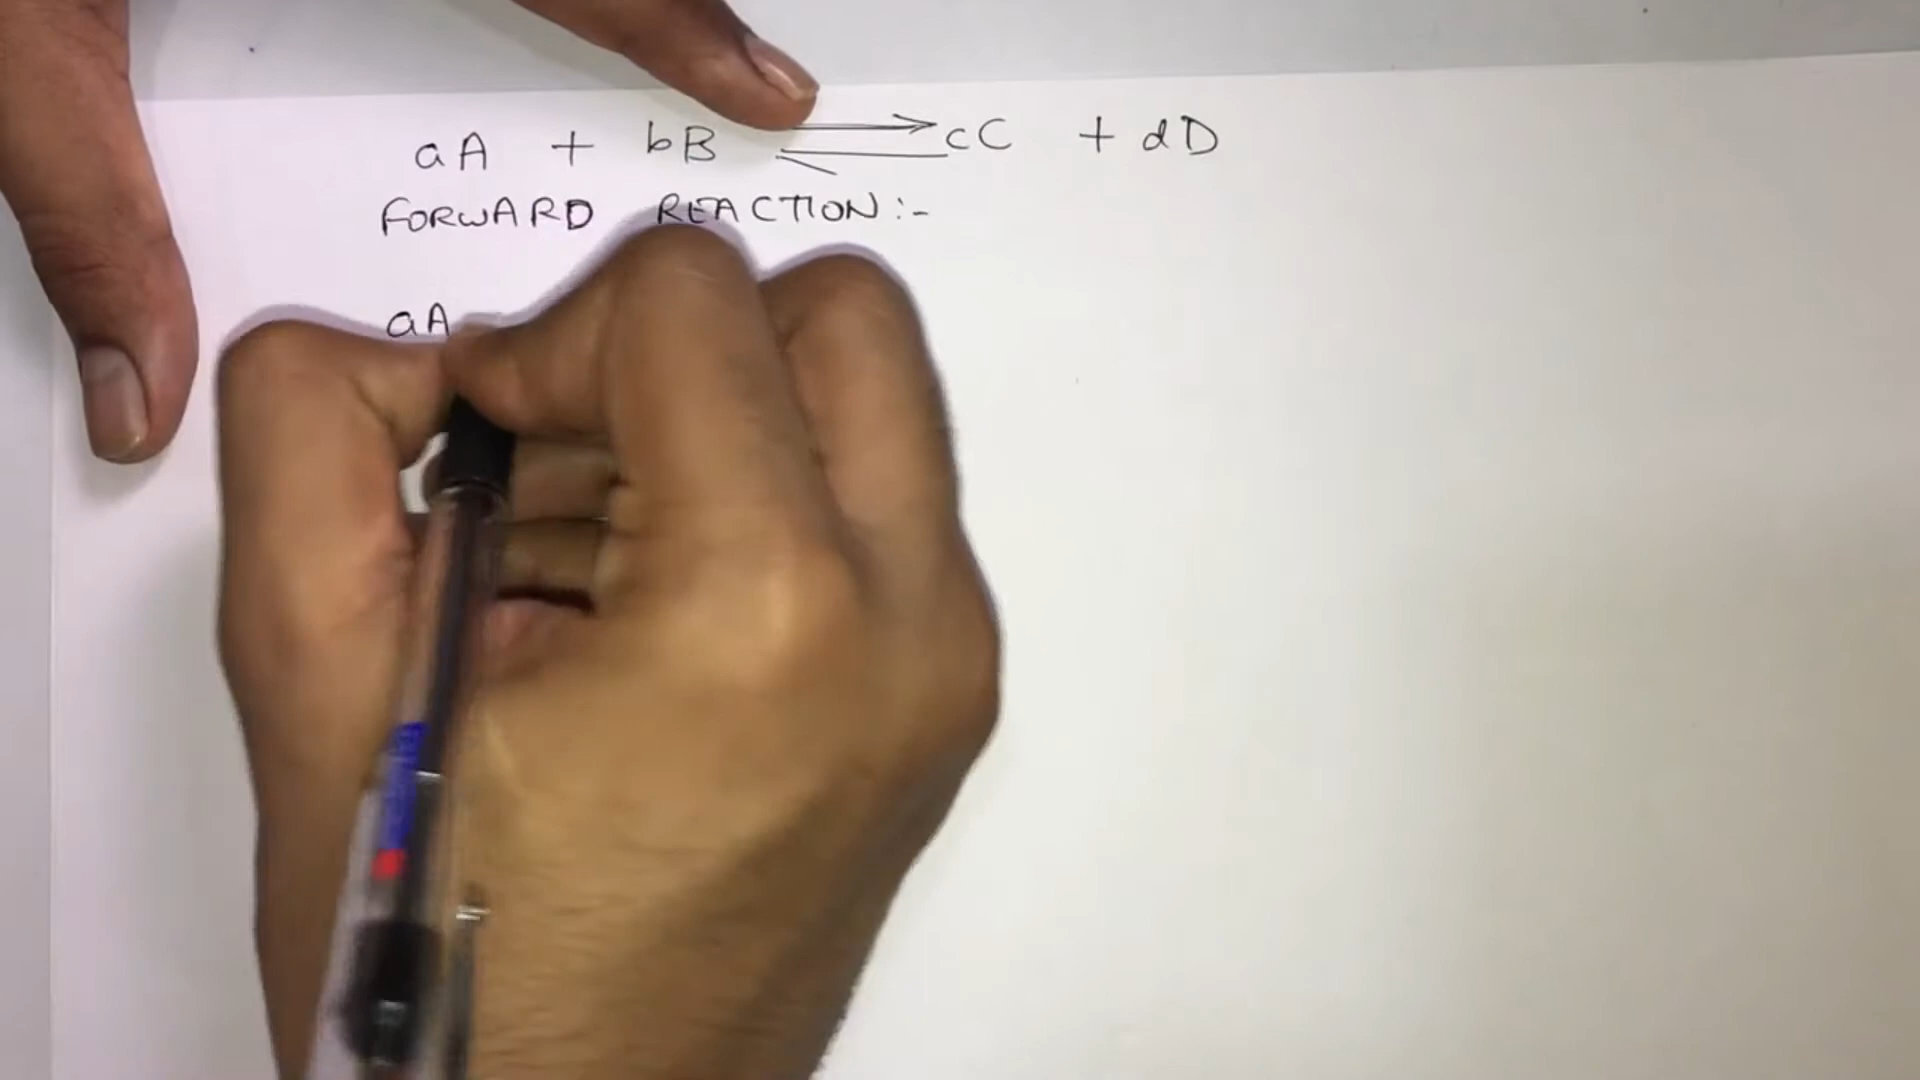 aA + bB ⇌ cC + dD
FORWARD REACTION :-
aA